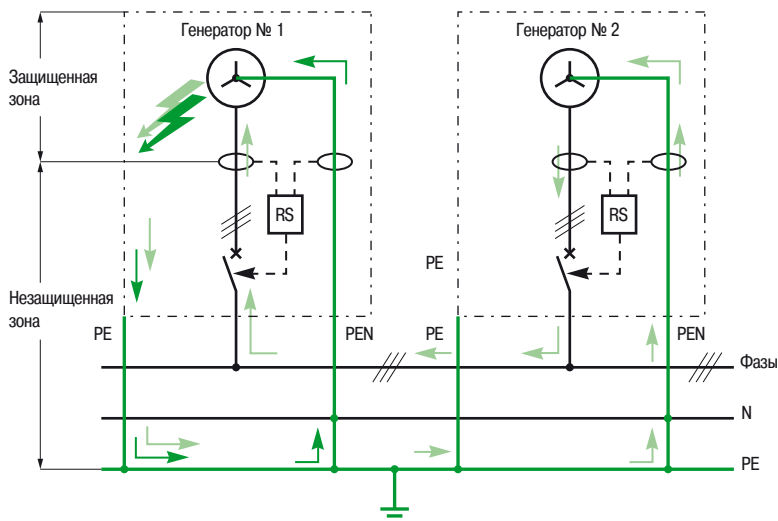 Генератор № 1
Генератор № 2
Защищенная
зона
RS
RS
PE
Незащищенная
зона
PE
PEN
PE
PEN
Фазы
N
PE